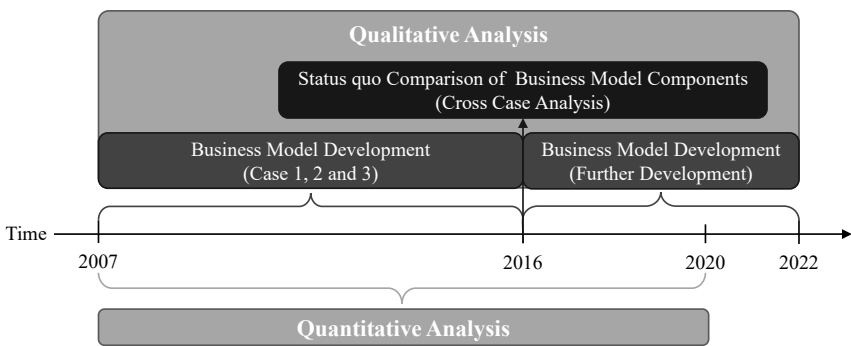 Qualitative Analysis
Status quo Comparison of Business Model Components
(Cross Case Analysis)
Business Model Development
(Case 1, 2 and 3)
Business Model Development
(Further Development)
Time
2007
2016
2020
2022
Quantitative Analysis